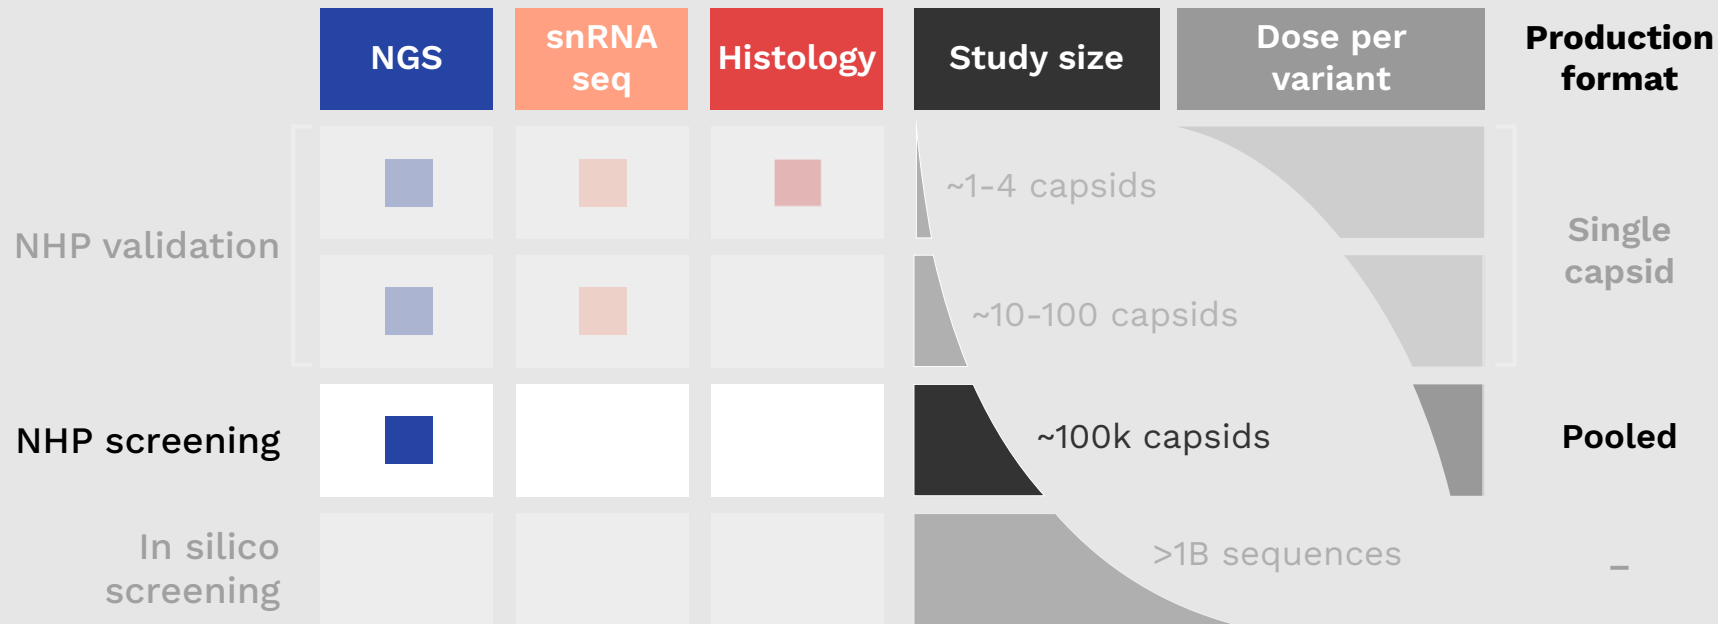 NGS
snRNA
seq
Histology
Study size
Dose per
variant
Production
format
NHP validation
~1-4 capsids
~10-100 capsids
Single
capsid
NHP screening
~100k capsids
Pooled
In silico
screening
>1B sequences
–